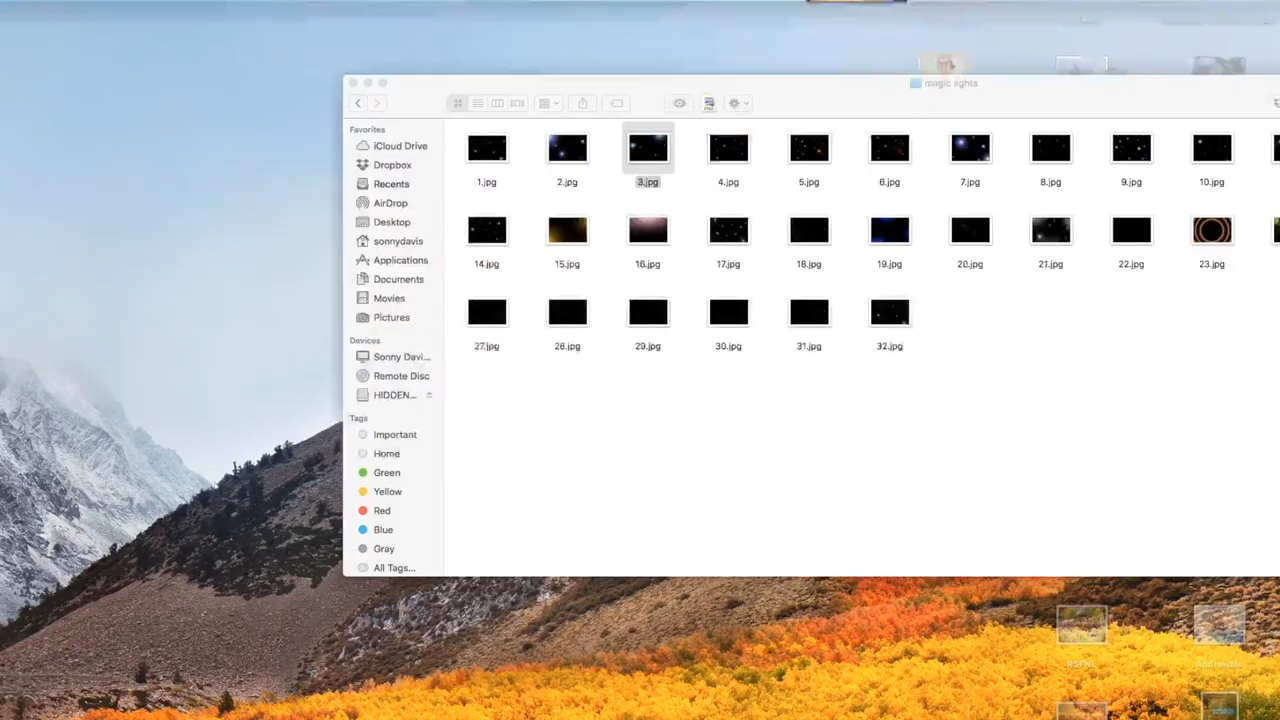 magic lights
Favorites
iCloud Drive
Dropbox
Recents
AirDrop
Desktop
sonnydavis
Applications
Documents
Movies
Pictures
Devices
Sonny Davi...
Remote Disc
HIDDEN...
Tags
Important
Home
Green
Yellow
Red
Blue
Gray
All Tags...
1.jpg 2.jpg 3.jpg 4.jpg 5.jpg 6.jpg 7.jpg 8.jpg 9.jpg 10.jpg
14.jpg 15.jpg 16.jpg 17.jpg 18.jpg 19.jpg 20.jpg 21.jpg 22.jpg 23.jpg
27.jpg 28.jpg 29.jpg 30.jpg 31.jpg 32.jpg